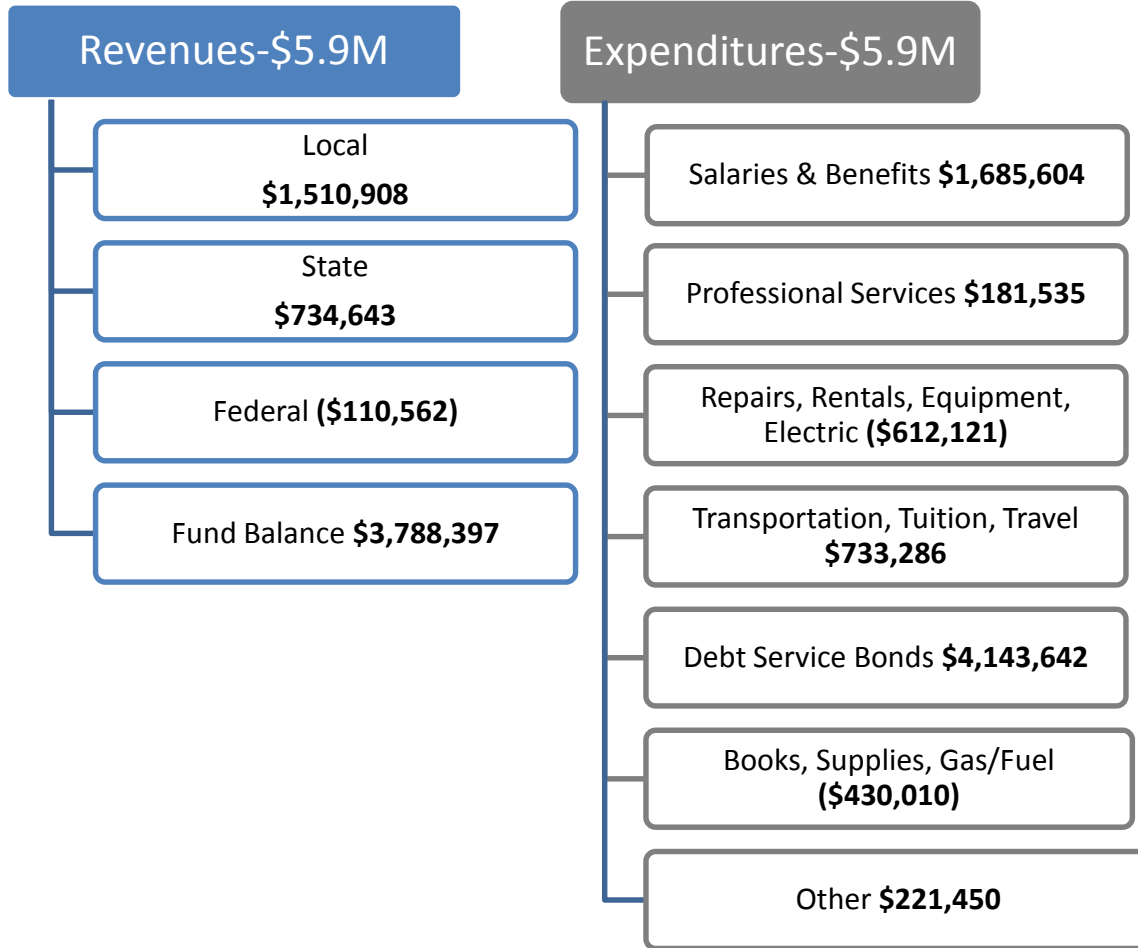 Revenues-$5.9M
Local
$1,510,908
State
$734,643
Federal ($110,562)
Fund Balance $3,788,397
Expenditures-$5.9M
Salaries & Benefits $1,685,604
Professional Services $181,535
Repairs, Rentals, Equipment,
Electric ($612,121)
Transportation, Tuition, Travel
$733,286
Debt Service Bonds $4,143,642
Books, Supplies, Gas/Fuel
($430,010)
Other $221,450